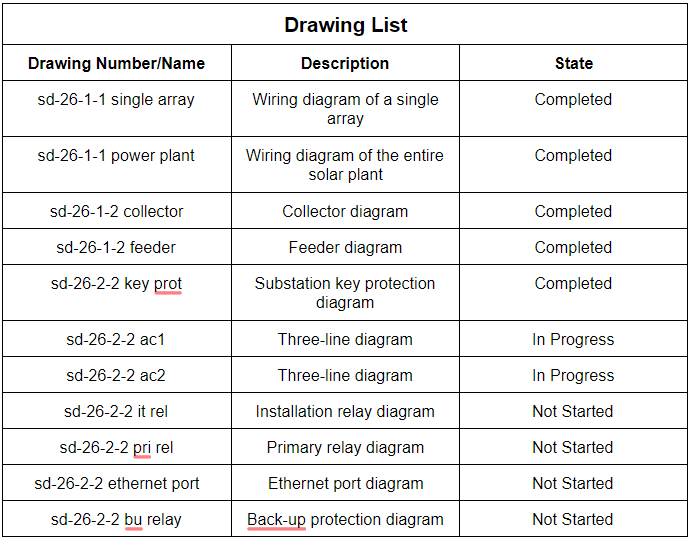 Drawing List
Drawing Number/Name Description State
sd-26-1-1 single array Wiring diagram of a single Completed
array
sd-26-1-1 power plant Wiring diagram of the entire Completed
solar plant
sd-26-1-2 collector Collector diagram Completed
sd-26-1-2 feeder Feeder diagram Completed
sd-26-2-2 key prot Substation key protection Completed
diagram
sd-26-2-2 ac1 Three-line diagram In Progress
sd-26-2-2 ac2 Three-line diagram In Progress
sd-26-2-2 it rel Installation relay diagram Not Started
sd-26-2-2 pri rel Primary relay diagram Not Started
sd-26-2-2 ethernet port Ethernet port diagram Not Started
sd-26-2-2 bu relay Back-up protection diagram Not Started